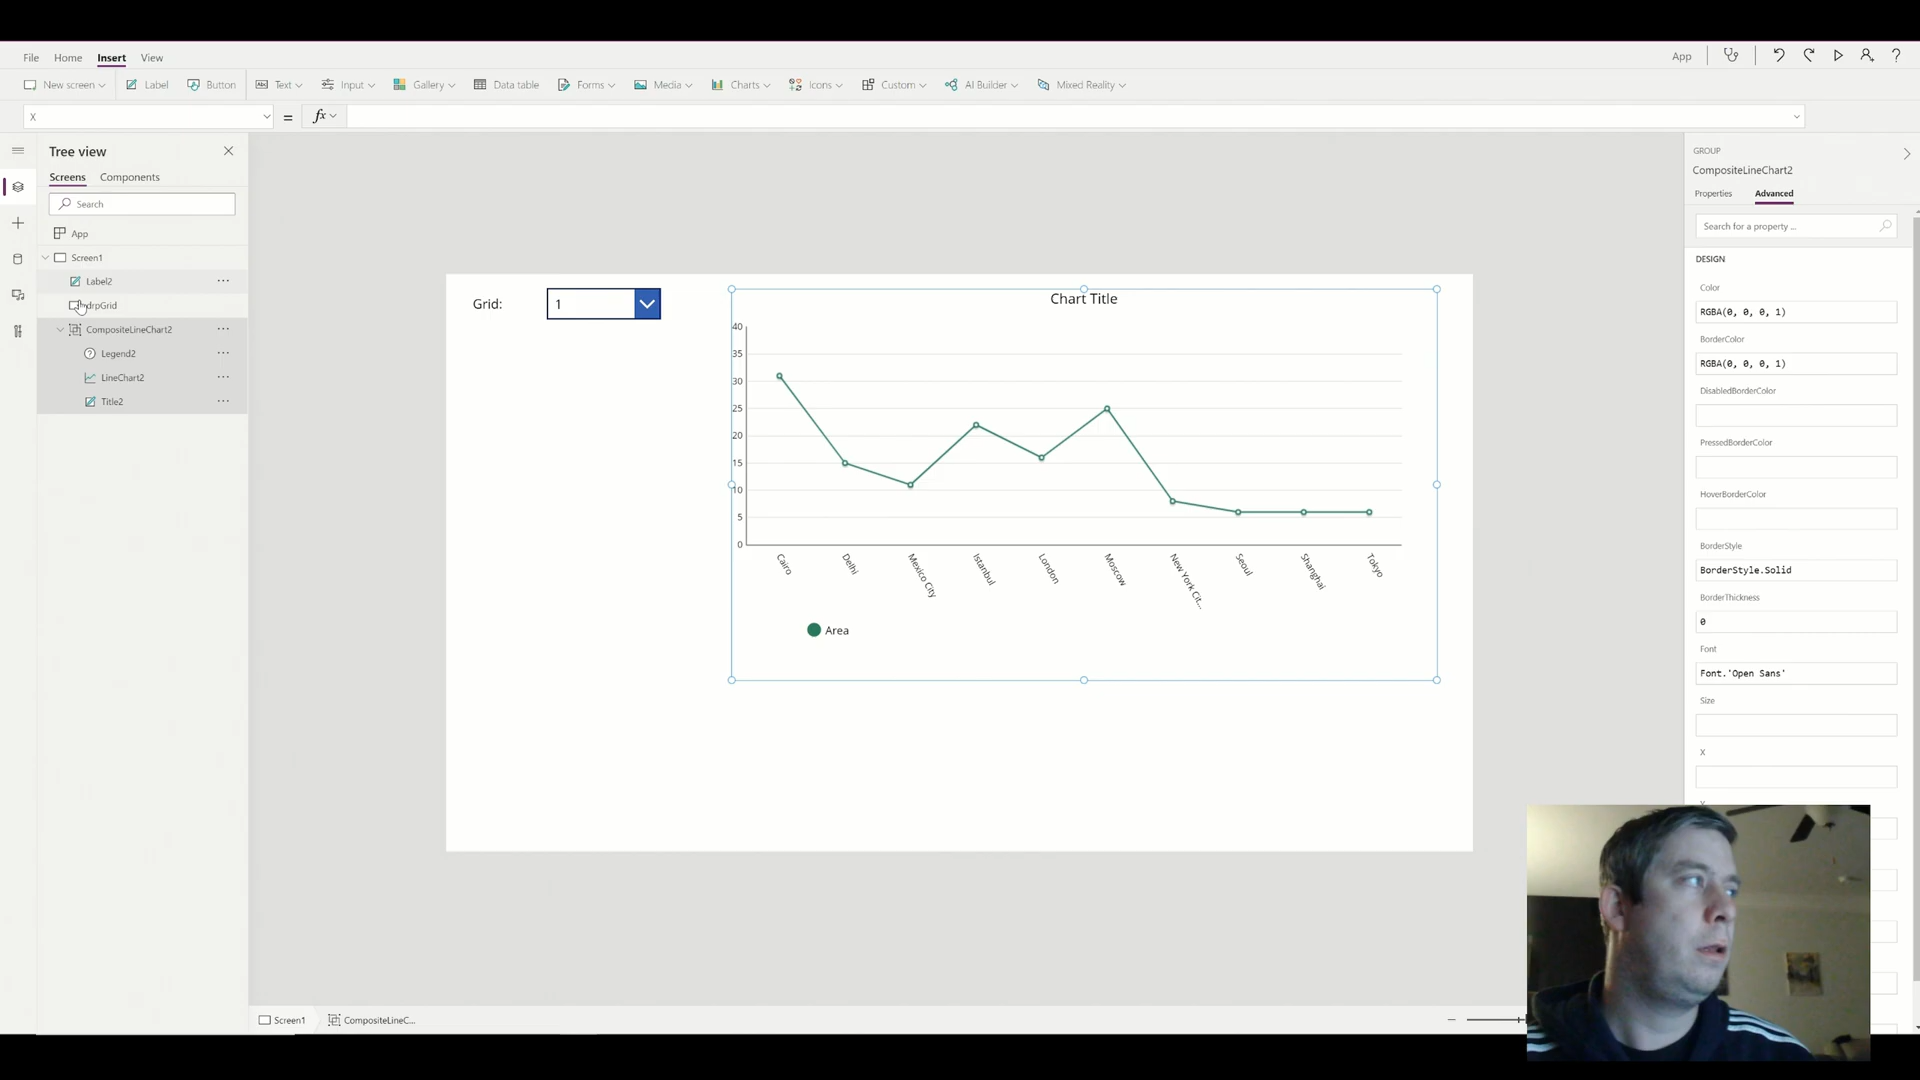 File Home Insert View App
New screen Label Button Text Input Gallery Data table Forms Media Charts Icons Custom AI Builder Mixed Reality
X = fx
Tree view
Screens Components
Search
App
Screen1
Label2
drpGrid
CompositeLineChart2
Legend2
LineChart2
Title2
Grid: 1
Chart Title
40
35
30
25
20
15
10
5
0
Cairo Delhi Mexico City Istanbul London Moscow New York Cit... Seoul Shanghai Tokyo
Area
GROUP
CompositeLineChart2
Properties Advanced
Search for a property ...
DESIGN
Color
RGBA(0, 0, 0, 1)
BorderColor
RGBA(0, 0, 0, 1)
DisabledBorderColor
PressedBorderColor
HoverBorderColor
BorderStyle
BorderStyle.Solid
BorderThickness
0
Font
Font.'Open Sans'
Size
X
Screen1 CompositeLineC...